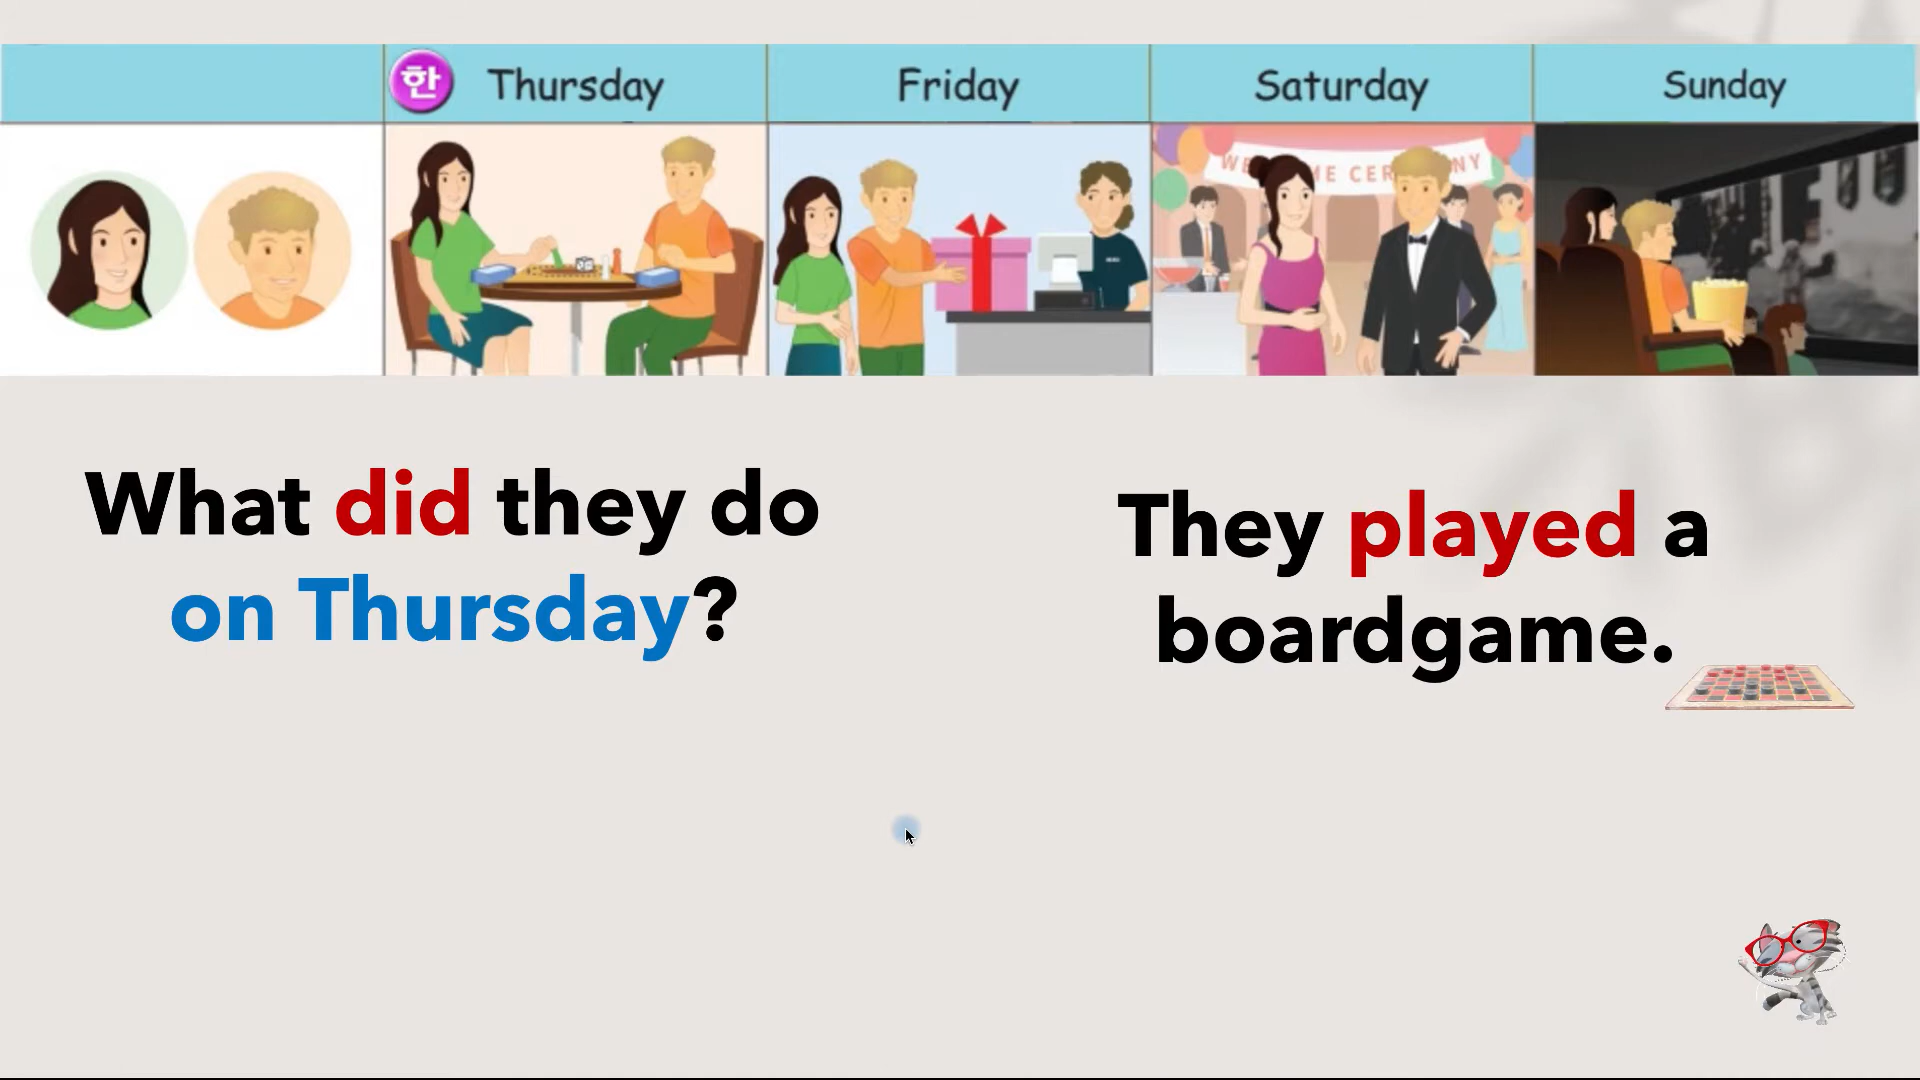 한 Thursday Friday Saturday Sunday
What did they do
on Thursday?
They played a
boardgame.